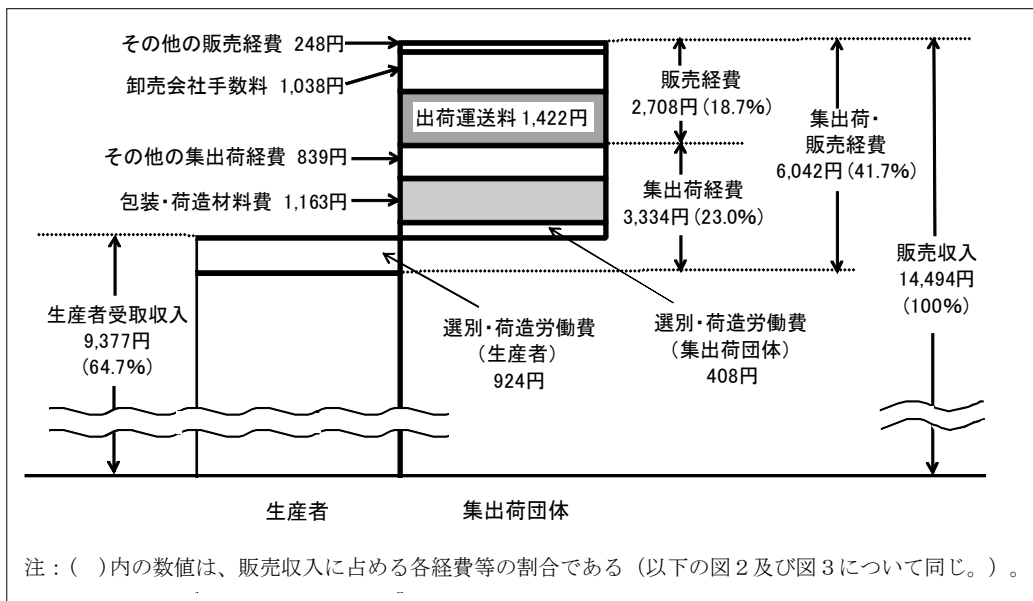 その他の販売経費 248円
卸売会社手数料 1,038円
出荷運送料 1,422円
その他の集出荷経費 839円
包装・荷造材料費 1,163円
販売経費
2,708円(18.7%)
集出荷経費
3,334円(23.0%)
集出荷・
販売経費
6,042円(41.7%)
販売収入
14,494円
(100%)
生産者受取収入
9,377円
(64.7%)
選別・荷造労働費
(生産者)
924円
選別・荷造労働費
(集出荷団体)
408円
生産者
集出荷団体
注：(　)内の数値は、販売収入に占める各経費等の割合である（以下の図２及び図３について同じ。）。